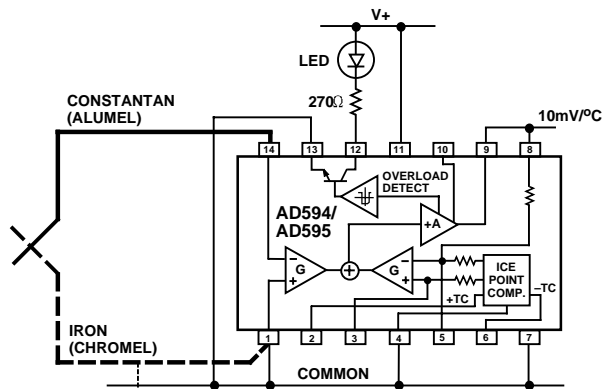 V+
LED
270Ω
CONSTANTAN
(ALUMEL)
10mV/°C
14
13
12
11
10
9
8
OVERLOAD
DETECT
AD594/
AD595
+A
–
G
+
–
G
+
ICE
POINT
COMP.
+TC
–TC
IRON
(CHROMEL)
1
2
3
4
5
6
7
COMMON